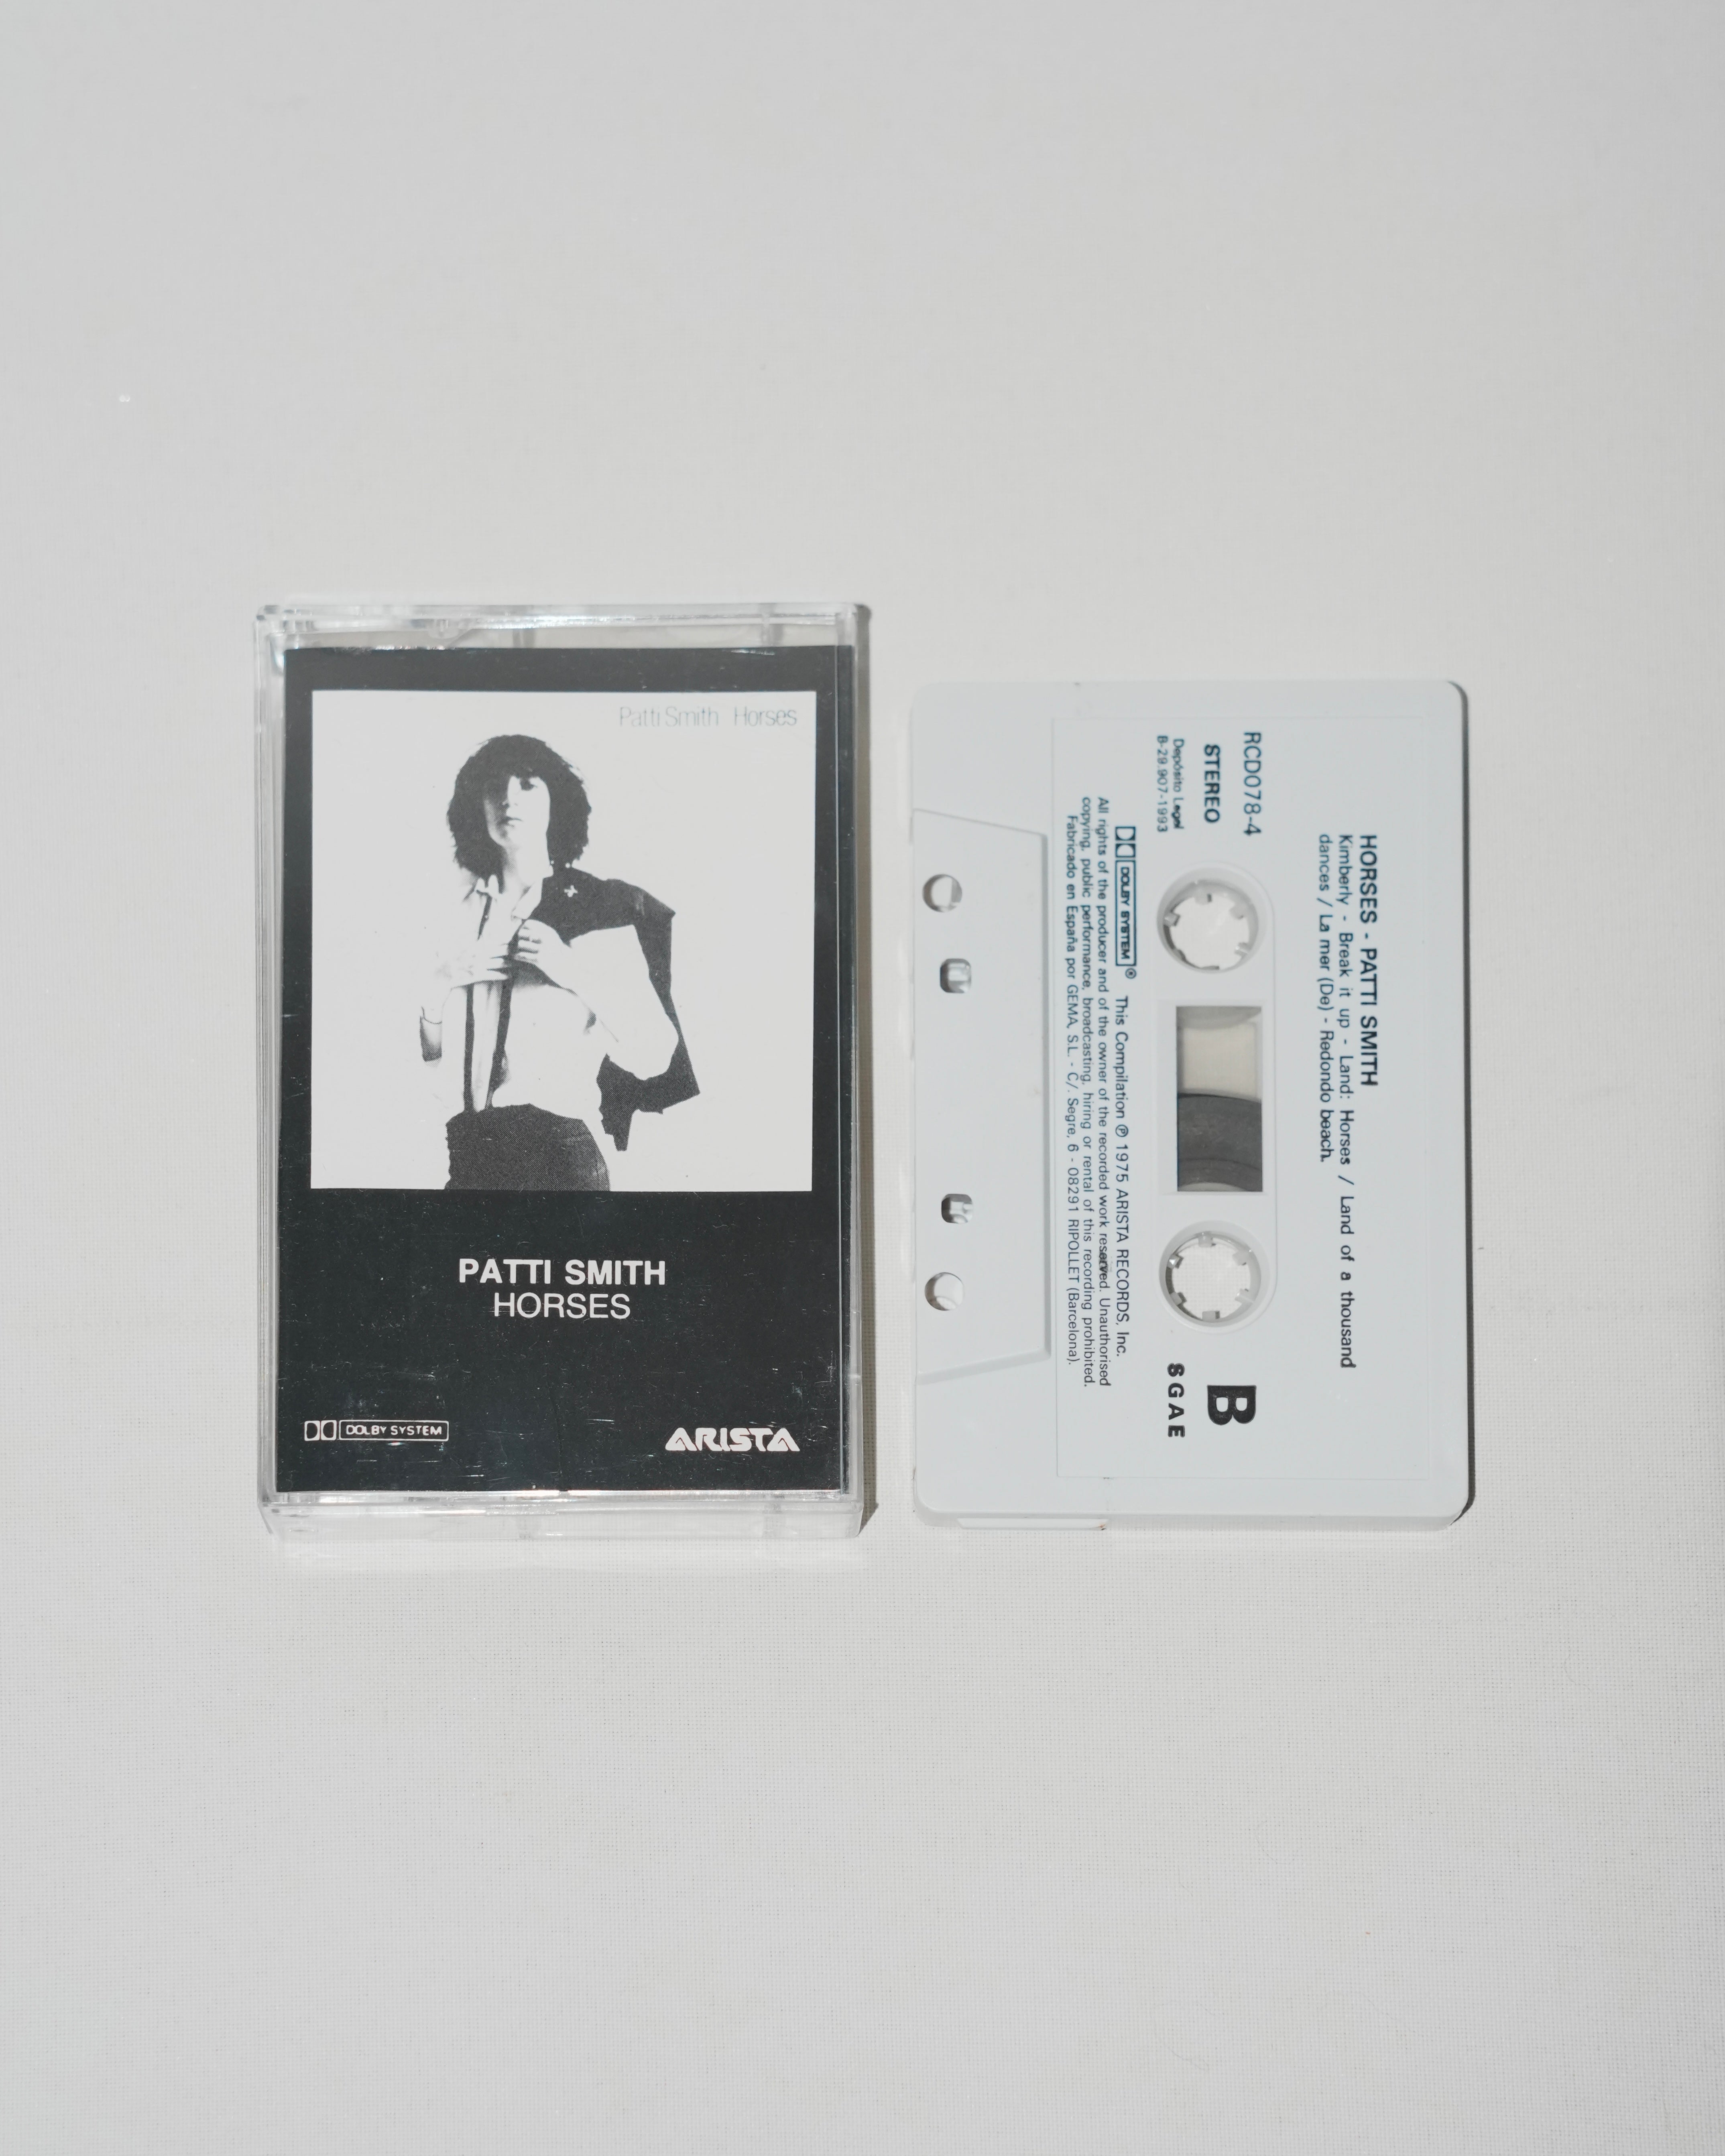 Patti Smith Horses
PATTI SMITH
HORSES
DOLBY SYSTEM
ARISTA
HORSES - PATTI SMITH
Kimberly - Break it up - Land: Horses / Land of a thousand
dances / La mer (De) - Redondo beach.
RCD078-4
STEREO
Depósito Legal
B-29.907-1993
B
SGAE
DOLBY SYSTEM® This Compilation ℗ 1975 ARISTA RECORDS, Inc.
All rights of the producer and of the owner of the recorded work reserved. Unauthorised
copying, public performance, broadcasting, hiring or rental of this recording prohibited.
Fabricado en España por GEMA, S.L. - C/. Segre, 6 - 08291 RIPOLLET (Barcelona).